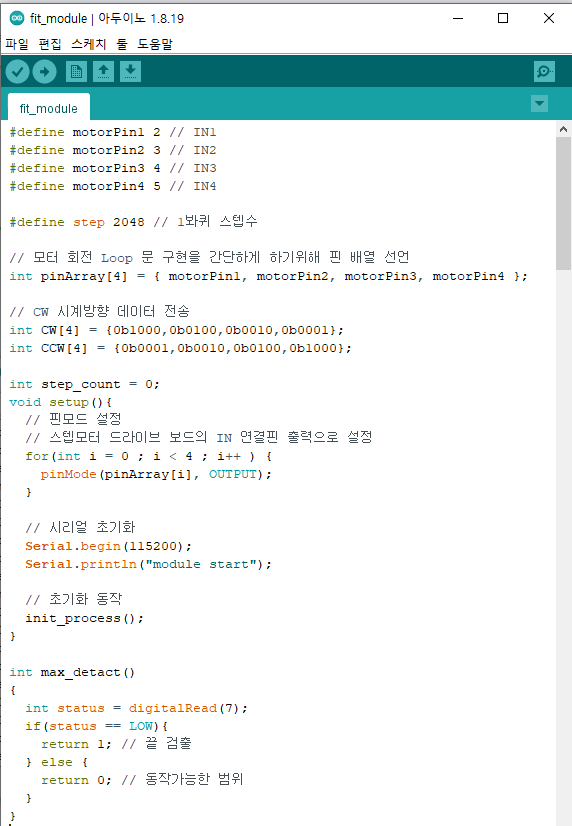 fit_module | 아두이노 1.8.19
파일 편집 스케치 툴 도움말
fit_module
#define motorPin1 2 // IN1
#define motorPin2 3 // IN2
#define motorPin3 4 // IN3
#define motorPin4 5 // IN4
#define step 2048 // 1봐퀴 스텝수
// 모터 회전 Loop 문 구현을 간단하게 하기위해 핀 배열 선언
int pinArray[4] = { motorPin1, motorPin2, motorPin3, motorPin4 };
// CW 시계방향 데이터 전송
int CW[4] = {0b1000,0b0100,0b0010,0b0001};
int CCW[4] = {0b0001,0b0010,0b0100,0b1000};
int step_count = 0;
void setup(){
// 핀모드 설정
// 스텝모터 드라이브 보드의 IN 연결핀 출력으로 설정
for(int i = 0 ; i < 4 ; i++ ) {
pinMode(pinArray[i], OUTPUT);
}
// 시리얼 초기화
Serial.begin(115200);
Serial.println("module start");
// 초기화 동작
init_process();
}
int max_detact()
{
int status = digitalRead(7);
if(status == LOW){
return 1; // 끝 검출
} else {
return 0; // 동작가능한 범위
}
}